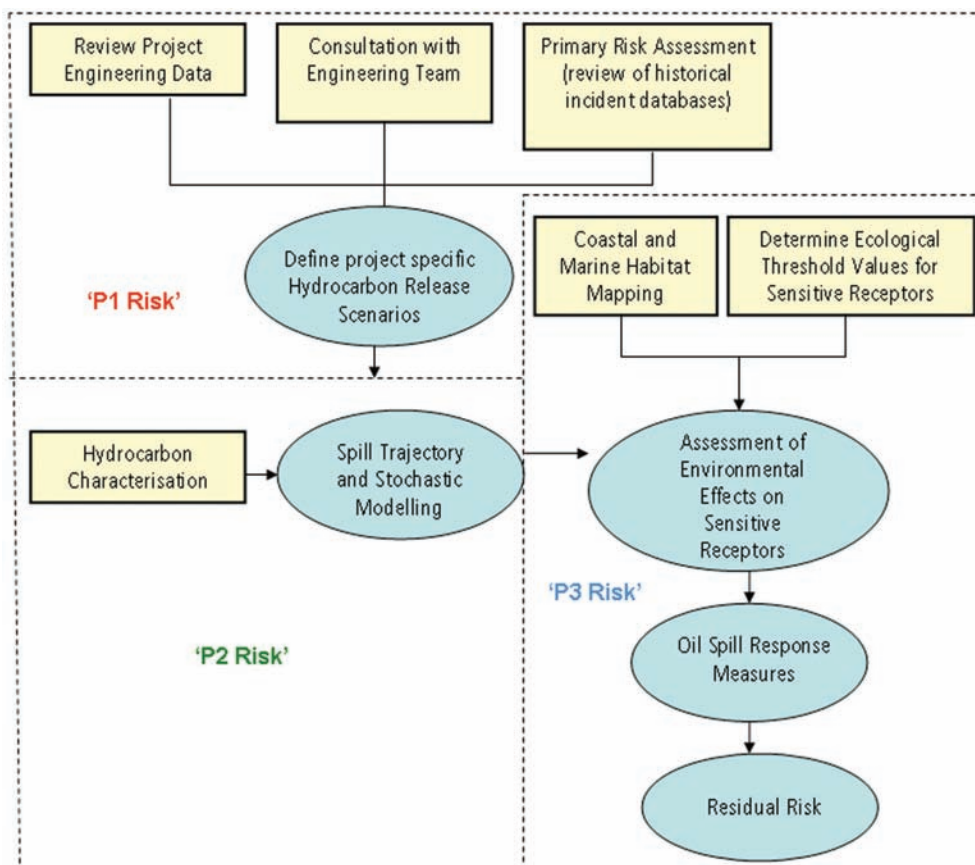 Review Project
Engineering Data
Consultation with
Engineering Team
Primary Risk Assessment
(review of historical
incident databases)
Define project specific
Hydrocarbon Release
Scenarios
'P1 Risk'
Coastal and
Marine Habitat
Mapping
Determine Ecological
Threshold Values for
Sensitive Receptors
Hydrocarbon
Characterisation
Spill Trajectory
and Stochastic
Modelling
Assessment of
Environmental
Effects on
Sensitive
Receptors
'P3 Risk'
'P2 Risk'
Oil Spill Response
Measures
Residual Risk